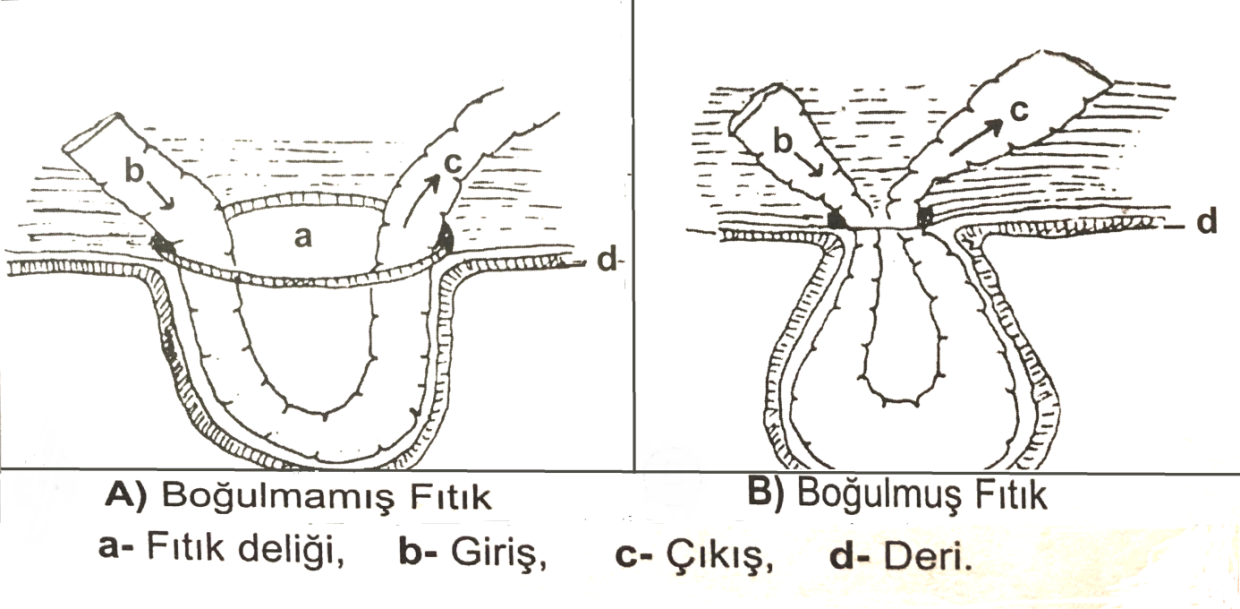 b
c
a
d
b
c
d
A) Boğulmamış Fıtık
B) Boğulmuş Fıtık
a- Fıtık deliği, b- Giriş, c- Çıkış, d- Deri.